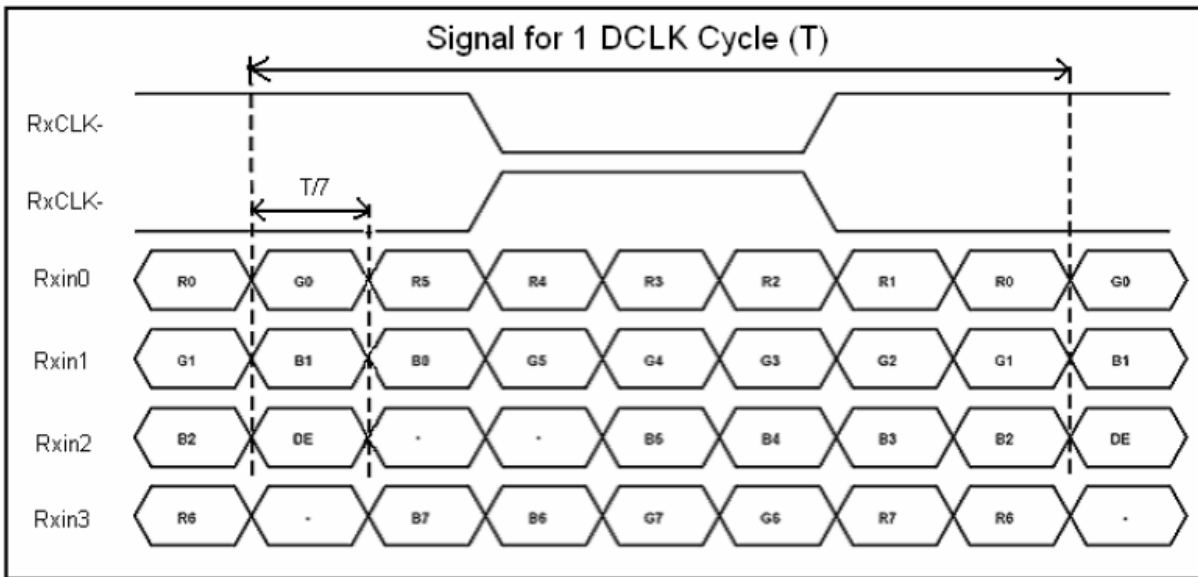 Signal for 1 DCLK Cycle (T)
RxCLK-
T/7
RxCLK-
Rxin0 R0 G0 R5 R4 R3 R2 R1 R0 G0
Rxin1 G1 B1 B0 G5 G4 G3 G2 G1 B1
Rxin2 B2 DE - - B5 B4 B3 B2 DE
Rxin3 R6 - B7 B6 G7 G6 R7 R6 -